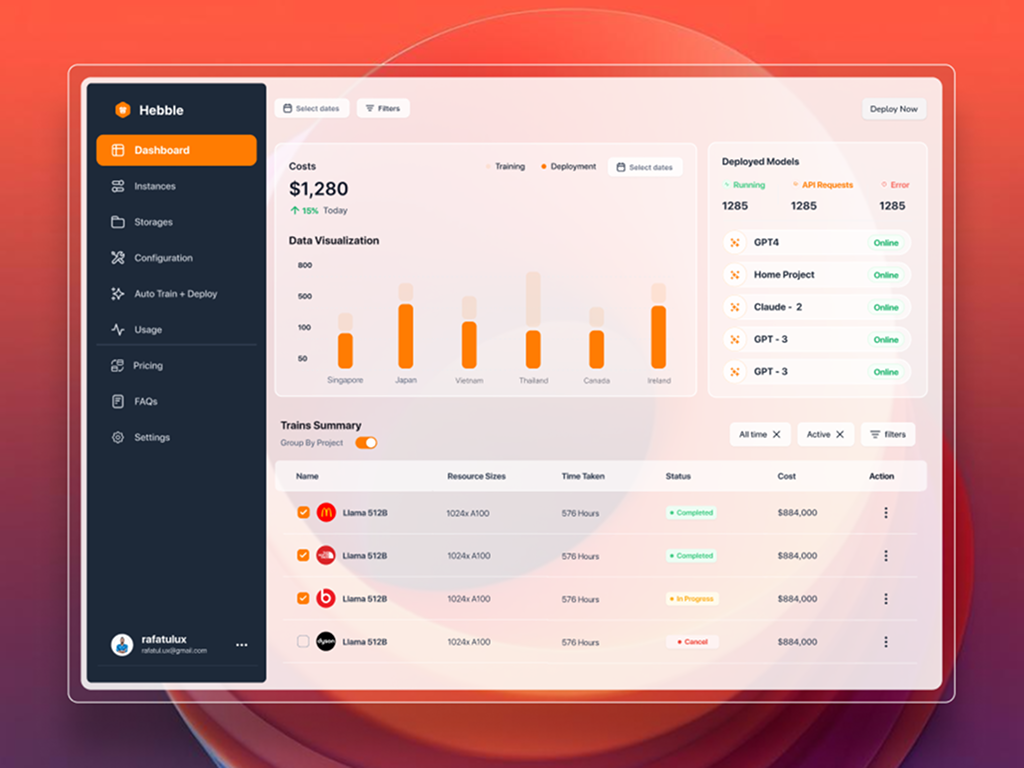 Hebble
Dashboard
Instances
Storages
Configuration
Auto Train + Deploy
Usage
Pricing
FAQs
Settings
rafatulux
rafatul.ux@gmail.com
Select dates
Filters
Deploy Now
Costs
Training
Deployment
Select dates
$1,280
15% Today
Data Visualization
800
500
100
50
Singapore
Japan
Vietnam
Thailand
Canada
Ireland
Deployed Models
Running
API Requests
Error
1285
1285
1285
GPT4
Online
Home Project
Online
Claude - 2
Online
GPT - 3
Online
GPT - 3
Online
Trains Summary
Group By Project
All time
Active
filters
Name
Resource Sizes
Time Taken
Status
Cost
Action
Llama 512B
1024x A100
576 Hours
Completed
$884,000
Llama 512B
1024x A100
576 Hours
Completed
$884,000
Llama 512B
1024x A100
576 Hours
In Progress
$884,000
dyson
Llama 512B
1024x A100
576 Hours
Cancel
$884,000